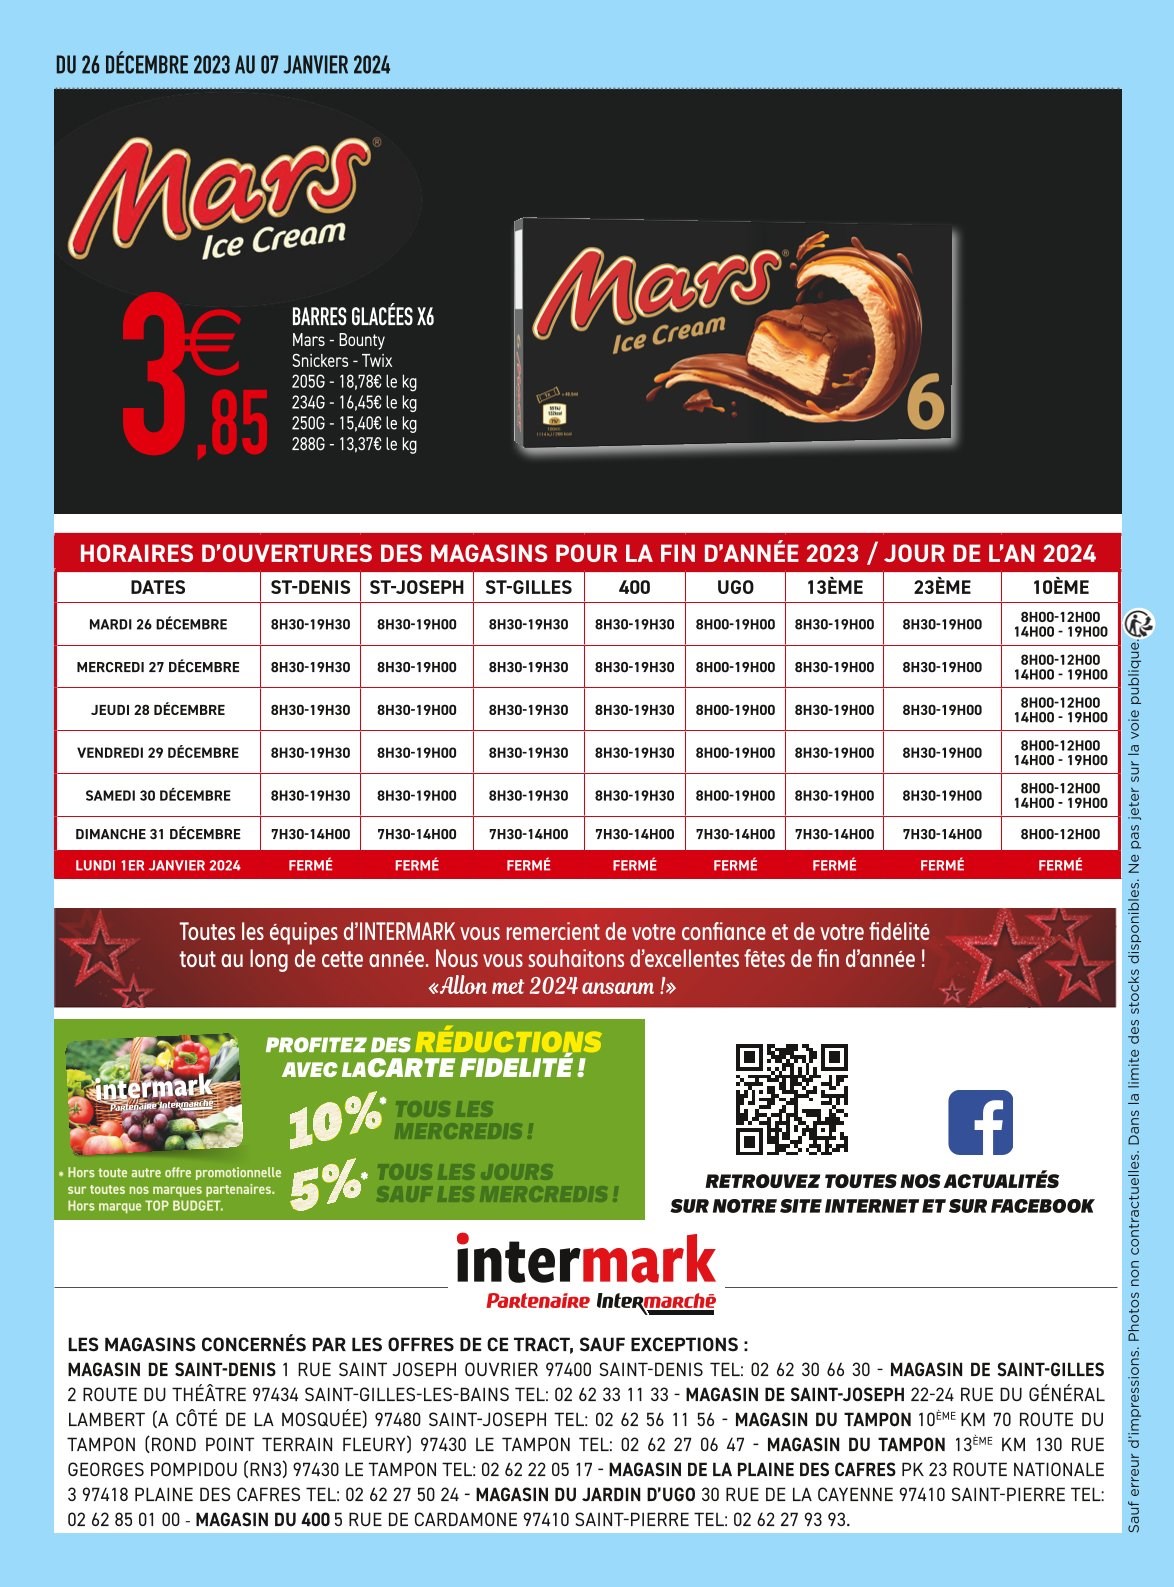 DU 26 DÉCEMBRE 2023 AU 07 JANVIER 2024
Mars®
Ice Cream
3€,85
BARRES GLACÉES X6
Mars - Bounty
Snickers - Twix
205G - 18,78€ le kg
234G - 16,45€ le kg
250G - 15,40€ le kg
288G - 13,37€ le kg
Mars®
Ice Cream
6
HORAIRES D'OUVERTURES DES MAGASINS POUR LA FIN D'ANNÉE 2023 / JOUR DE L'AN 2024
DATES ST-DENIS ST-JOSEPH ST-GILLES 400 UGO 13ÈME 23ÈME 10ÈME
MARDI 26 DÉCEMBRE 8H30-19H30 8H30-19H00 8H30-19H30 8H30-19H30 8H00-19H00 8H30-19H00 8H30-19H00 8H00-12H00 14H00 - 19H00
MERCREDI 27 DÉCEMBRE 8H30-19H30 8H30-19H00 8H30-19H30 8H30-19H30 8H00-19H00 8H30-19H00 8H30-19H00 8H00-12H00 14H00 - 19H00
JEUDI 28 DÉCEMBRE 8H30-19H30 8H30-19H00 8H30-19H30 8H30-19H30 8H00-19H00 8H30-19H00 8H30-19H00 8H00-12H00 14H00 - 19H00
VENDREDI 29 DÉCEMBRE 8H30-19H30 8H30-19H00 8H30-19H30 8H30-19H30 8H00-19H00 8H30-19H00 8H30-19H00 8H00-12H00 14H00 - 19H00
SAMEDI 30 DÉCEMBRE 8H30-19H30 8H30-19H00 8H30-19H30 8H30-19H30 8H00-19H00 8H30-19H00 8H30-19H00 8H00-12H00 14H00 - 19H00
DIMANCHE 31 DÉCEMBRE 7H30-14H00 7H30-14H00 7H30-14H00 7H30-14H00 7H30-14H00 7H30-14H00 7H30-14H00 8H00-12H00
LUNDI 1ER JANVIER 2024 FERMÉ FERMÉ FERMÉ FERMÉ FERMÉ FERMÉ FERMÉ FERMÉ
Toutes les équipes d'INTERMARK vous remercient de votre confiance et de votre fidélité
tout au long de cette année. Nous vous souhaitons d'excellentes fêtes de fin d'année !
«Allon met 2024 ansanm !»
intermark
Partenaire Intermarché
PROFITEZ DES RÉDUCTIONS
AVEC LA CARTE FIDELITÉ !
10%* TOUS LES
MERCREDIS !
5%* TOUS LES JOURS
SAUF LES MERCREDIS !
* Hors toute autre offre promotionnelle
sur toutes nos marques partenaires.
Hors marque TOP BUDGET.
f
RETROUVEZ TOUTES NOS ACTUALITÉS
SUR NOTRE SITE INTERNET ET SUR FACEBOOK
intermark
Partenaire Intermarché
LES MAGASINS CONCERNÉS PAR LES OFFRES DE CE TRACT, SAUF EXCEPTIONS :
MAGASIN DE SAINT-DENIS 1 RUE SAINT JOSEPH OUVRIER 97400 SAINT-DENIS TEL: 02 62 30 66 30 - MAGASIN DE SAINT-GILLES
2 ROUTE DU THÉÂTRE 97434 SAINT-GILLES-LES-BAINS TEL: 02 62 33 11 33 - MAGASIN DE SAINT-JOSEPH 22-24 RUE DU GÉNÉRAL
LAMBERT (A CÔTÉ DE LA MOSQUÉE) 97480 SAINT-JOSEPH TEL: 02 62 56 11 56 - MAGASIN DU TAMPON 10ÈME KM 70 ROUTE DU
TAMPON (ROND POINT TERRAIN FLEURY) 97430 LE TAMPON TEL: 02 62 27 06 47 - MAGASIN DU TAMPON 13ÈME KM 130 RUE
GEORGES POMPIDOU (RN3) 97430 LE TAMPON TEL: 02 62 22 05 17 - MAGASIN DE LA PLAINE DES CAFRES PK 23 ROUTE NATIONALE
3 97418 PLAINE DES CAFRES TEL: 02 62 27 50 24 - MAGASIN DU JARDIN D'UGO 30 RUE DE LA CAYENNE 97410 SAINT-PIERRE TEL:
02 62 85 01 00 - MAGASIN DU 400 5 RUE DE CARDAMONE 97410 SAINT-PIERRE TEL: 02 62 27 93 93.
Sauf erreur d'impressions. Photos non contractuelles. Dans la limite des stocks disponibles. Ne pas jeter sur la voie publique.